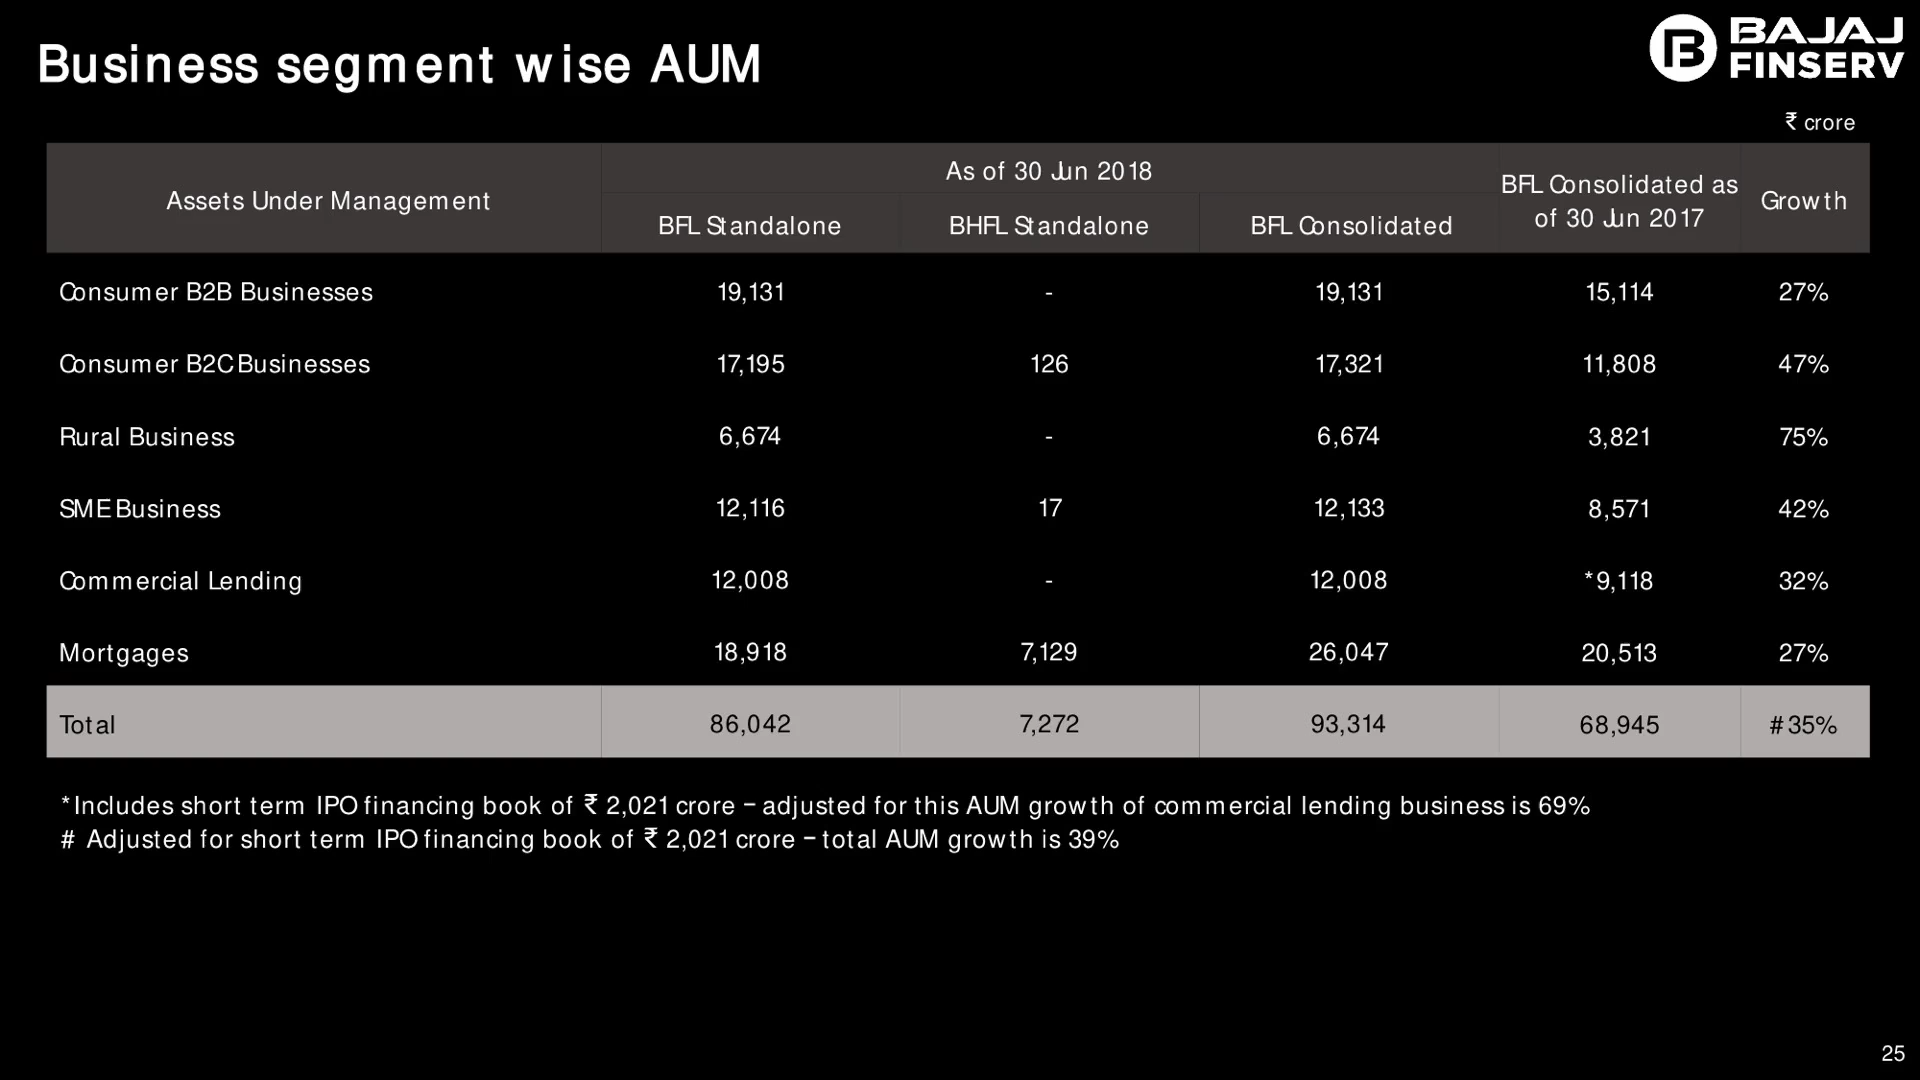 Business segment wise AUM
BAJAJ
FINSERV
₹ crore
Assets Under Management
As of 30 Jun 2018
BFL Consolidated as
of 30 Jun 2017
Growth
BFL Standalone BHFL Standalone BFL Consolidated
Consumer B2B Businesses 19,131 - 19,131 15,114 27%
Consumer B2C Businesses 17,195 126 17,321 11,808 47%
Rural Business 6,674 - 6,674 3,821 75%
SME Business 12,116 17 12,133 8,571 42%
Commercial Lending 12,008 - 12,008 *9,118 32%
Mortgages 18,918 7,129 26,047 20,513 27%
Total 86,042 7,272 93,314 68,945 #35%
*Includes short term IPO financing book of ₹ 2,021 crore – adjusted for this AUM growth of commercial lending business is 69%
# Adjusted for short term IPO financing book of ₹ 2,021 crore – total AUM growth is 39%
25